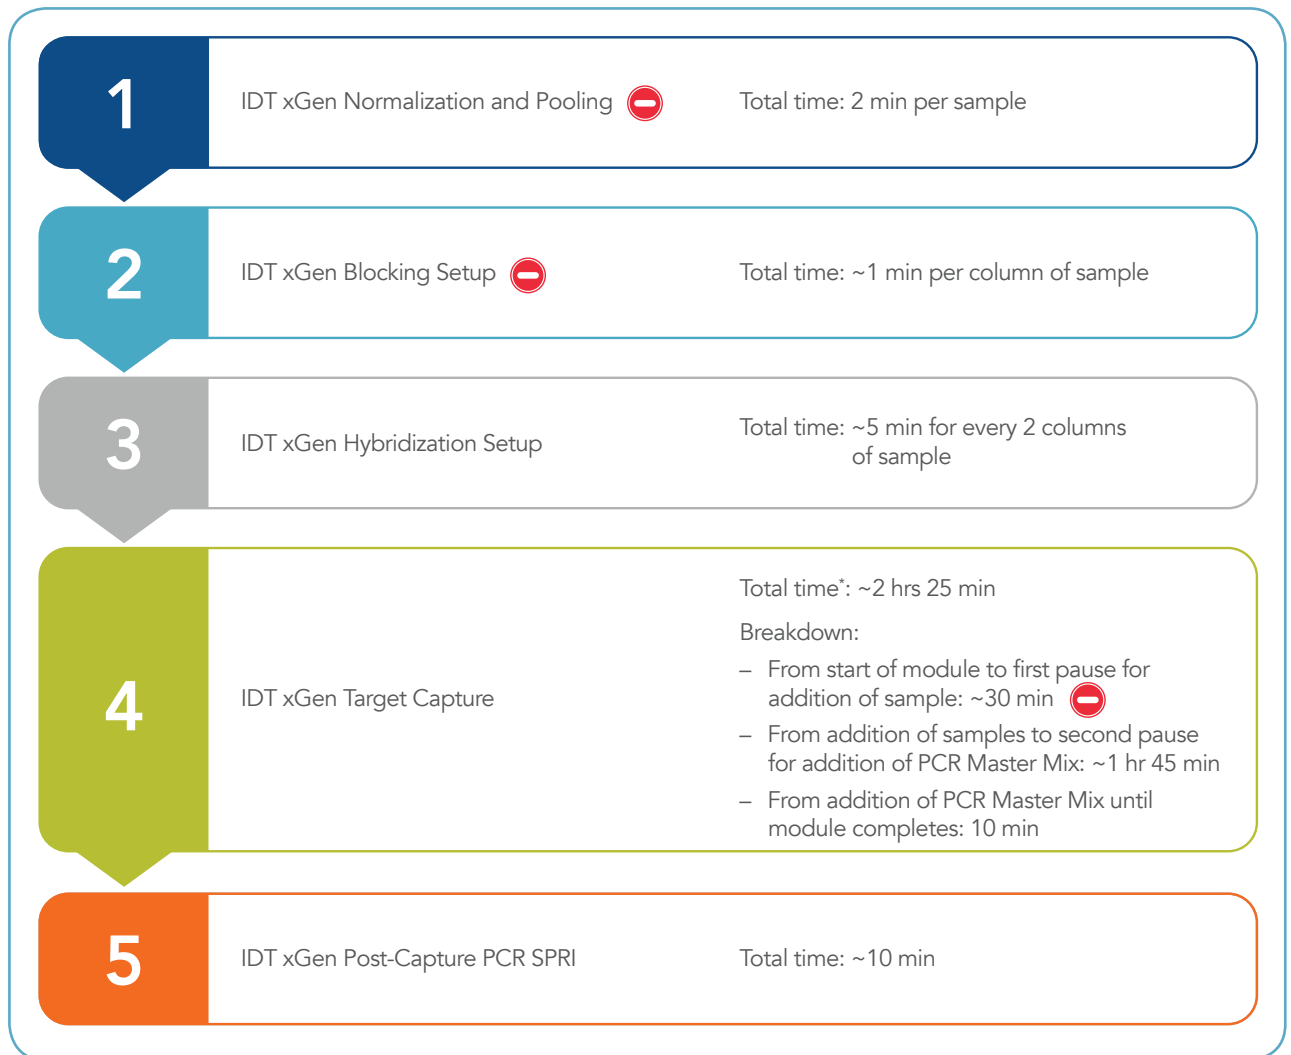 1
IDT xGen Normalization and Pooling
Total time: 2 min per sample
2
IDT xGen Blocking Setup
Total time: ~1 min per column of sample
3
IDT xGen Hybridization Setup
Total time: ~5 min for every 2 columns
of sample
4
IDT xGen Target Capture
Total time*: ~2 hrs 25 min
Breakdown:
– From start of module to first pause for
addition of sample: ~30 min
– From addition of samples to second pause
for addition of PCR Master Mix: ~1 hr 45 min
– From addition of PCR Master Mix until
module completes: 10 min
5
IDT xGen Post-Capture PCR SPRI
Total time: ~10 min